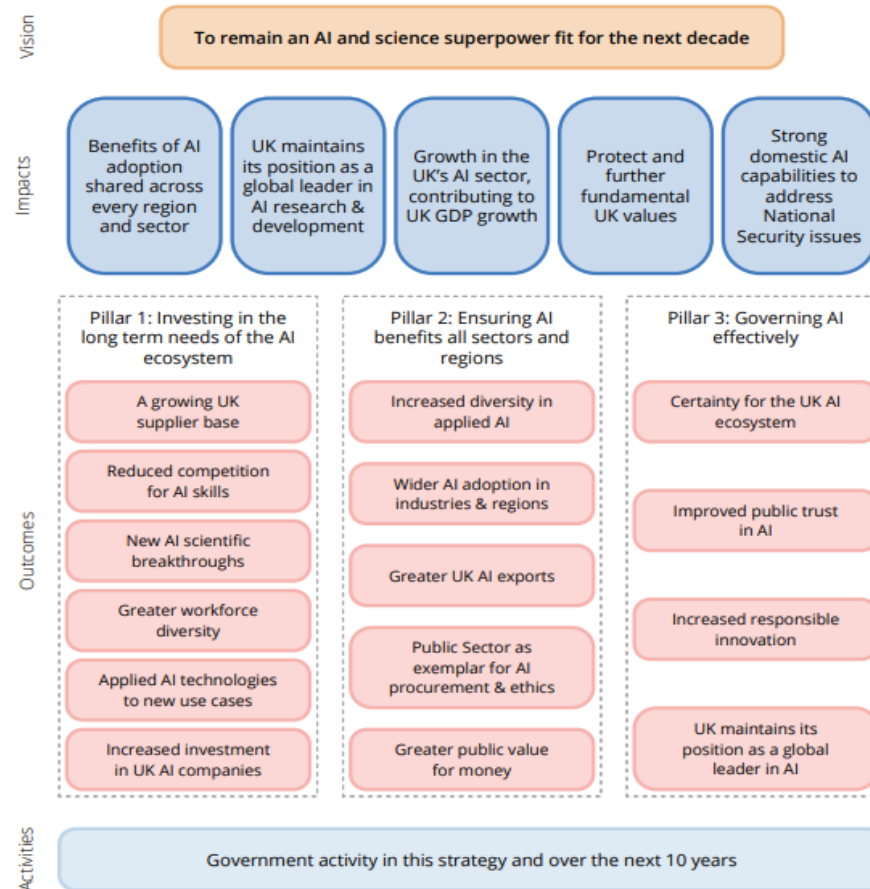 Vision
To remain an AI and science superpower fit for the next decade
Impacts
Benefits of AI
adoption
shared across
every region
and sector
UK maintains
its position as a
global leader in
AI research &
development
Growth in the
UK's AI sector,
contributing to
UK GDP growth
Protect and
further
fundamental
UK values
Strong
domestic AI
capabilities to
address
National
Security issues
Outcomes
Pillar 1: Investing in the
long term needs of the AI
ecosystem
A growing UK
supplier base
Reduced competition
for AI skills
New AI scientific
breakthroughs
Greater workforce
diversity
Applied AI technologies
to new use cases
Increased investment
in UK AI companies
Pillar 2: Ensuring AI
benefits all sectors and
regions
Increased diversity in
applied AI
Wider AI adoption in
industries & regions
Greater UK AI exports
Public Sector as
exemplar for AI
procurement & ethics
Greater public value
for money
Pillar 3: Governing AI
effectively
Certainty for the UK AI
ecosystem
Improved public trust
in AI
Increased responsible
innovation
UK maintains its
position as a global
leader in AI
Activities
Government activity in this strategy and over the next 10 years